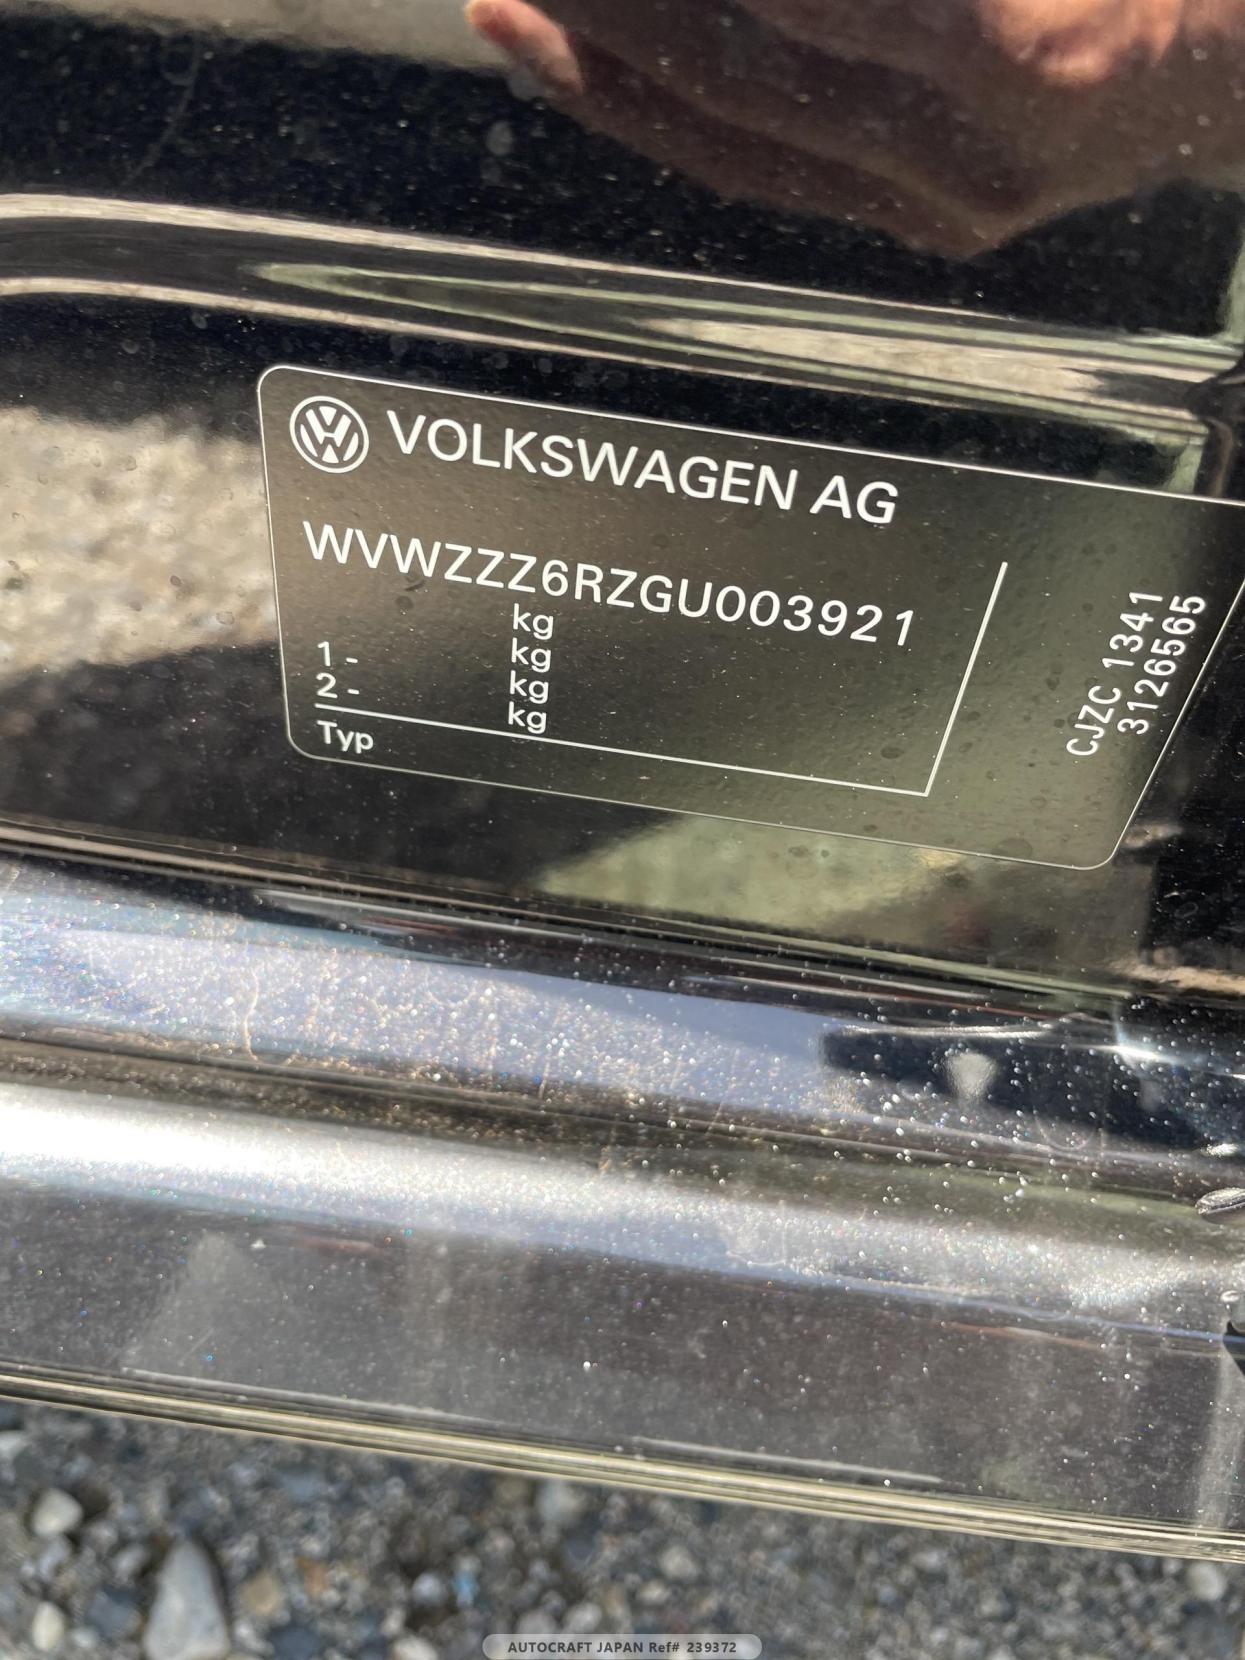 VOLKSWAGEN AG
WVWZZZ6RZGU003921
kg
1 - kg
2 - kg
kg
Typ
CJZC 1341
3126565
AUTOCRAFT JAPAN Ref# 239372